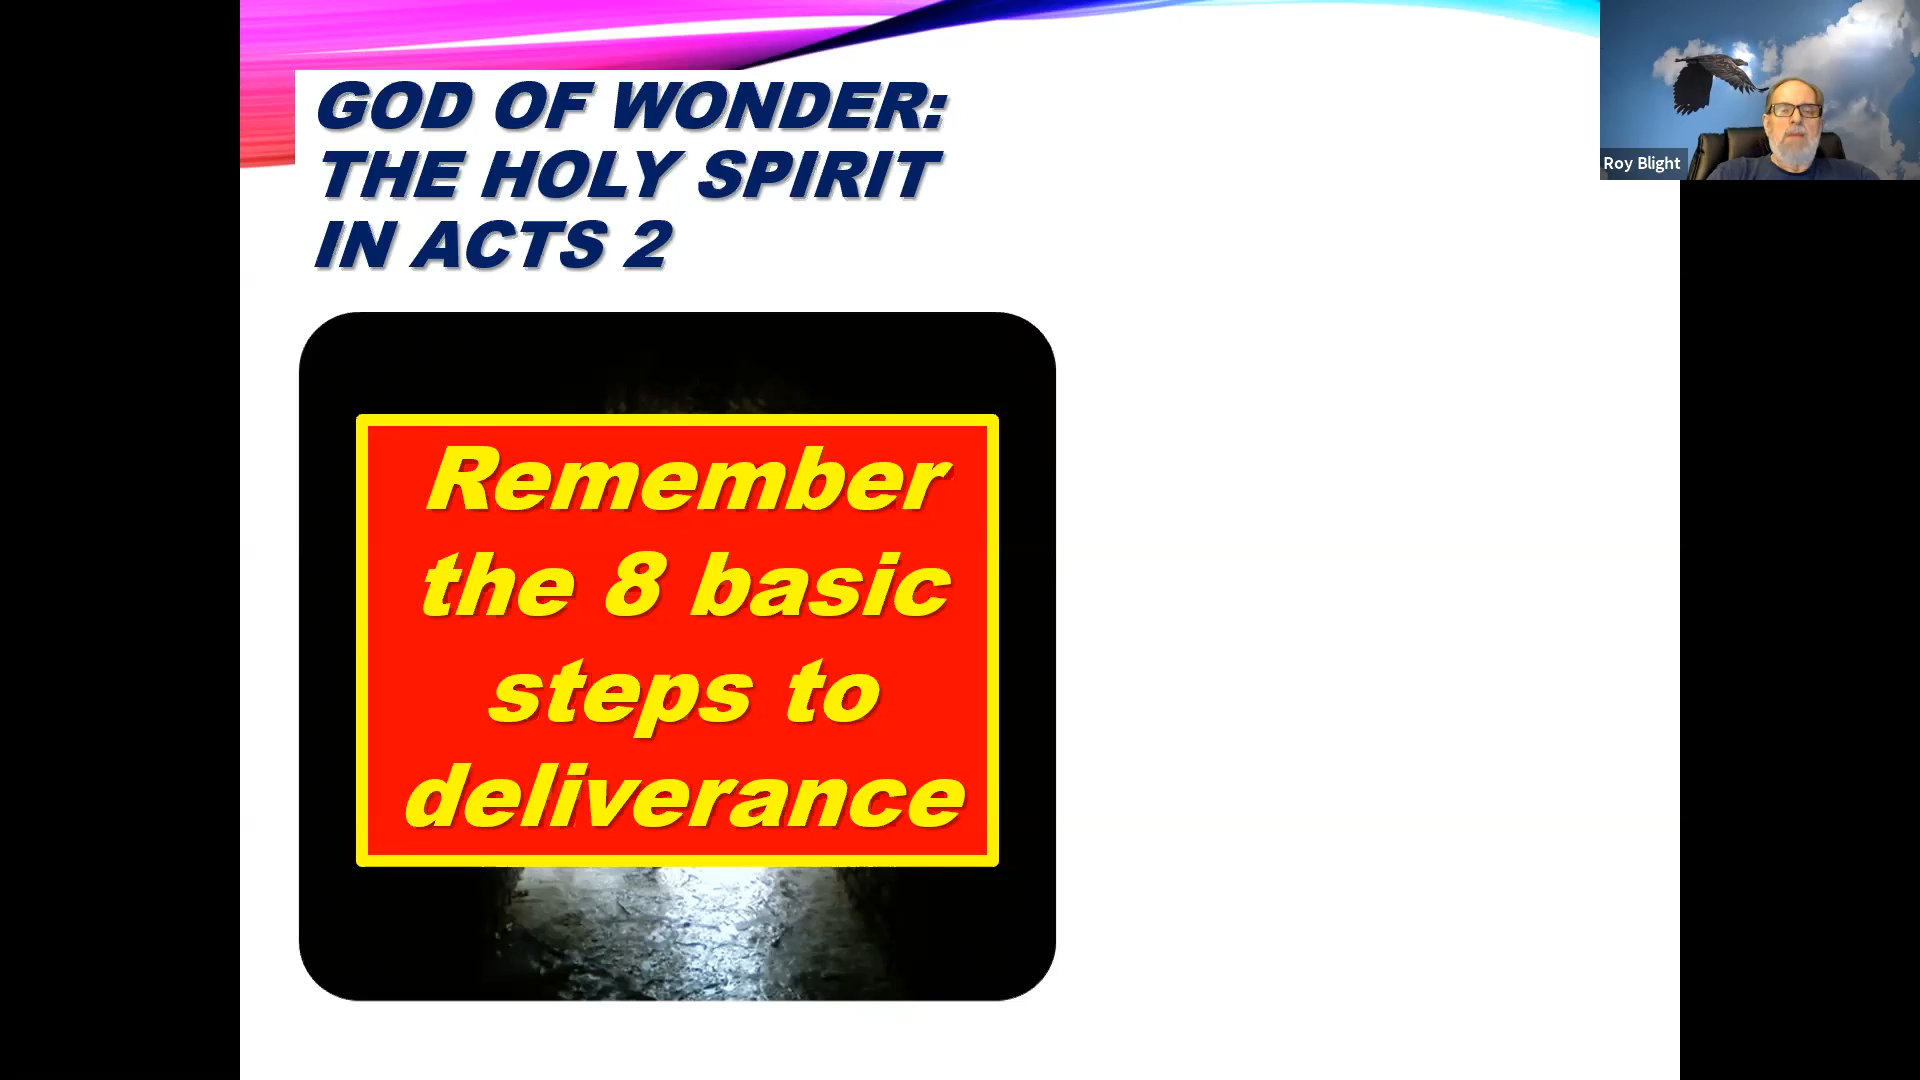 GOD OF WONDER:
THE HOLY SPIRIT
IN ACTS 2
Remember
the 8 basic
steps to
deliverance
Roy Blight